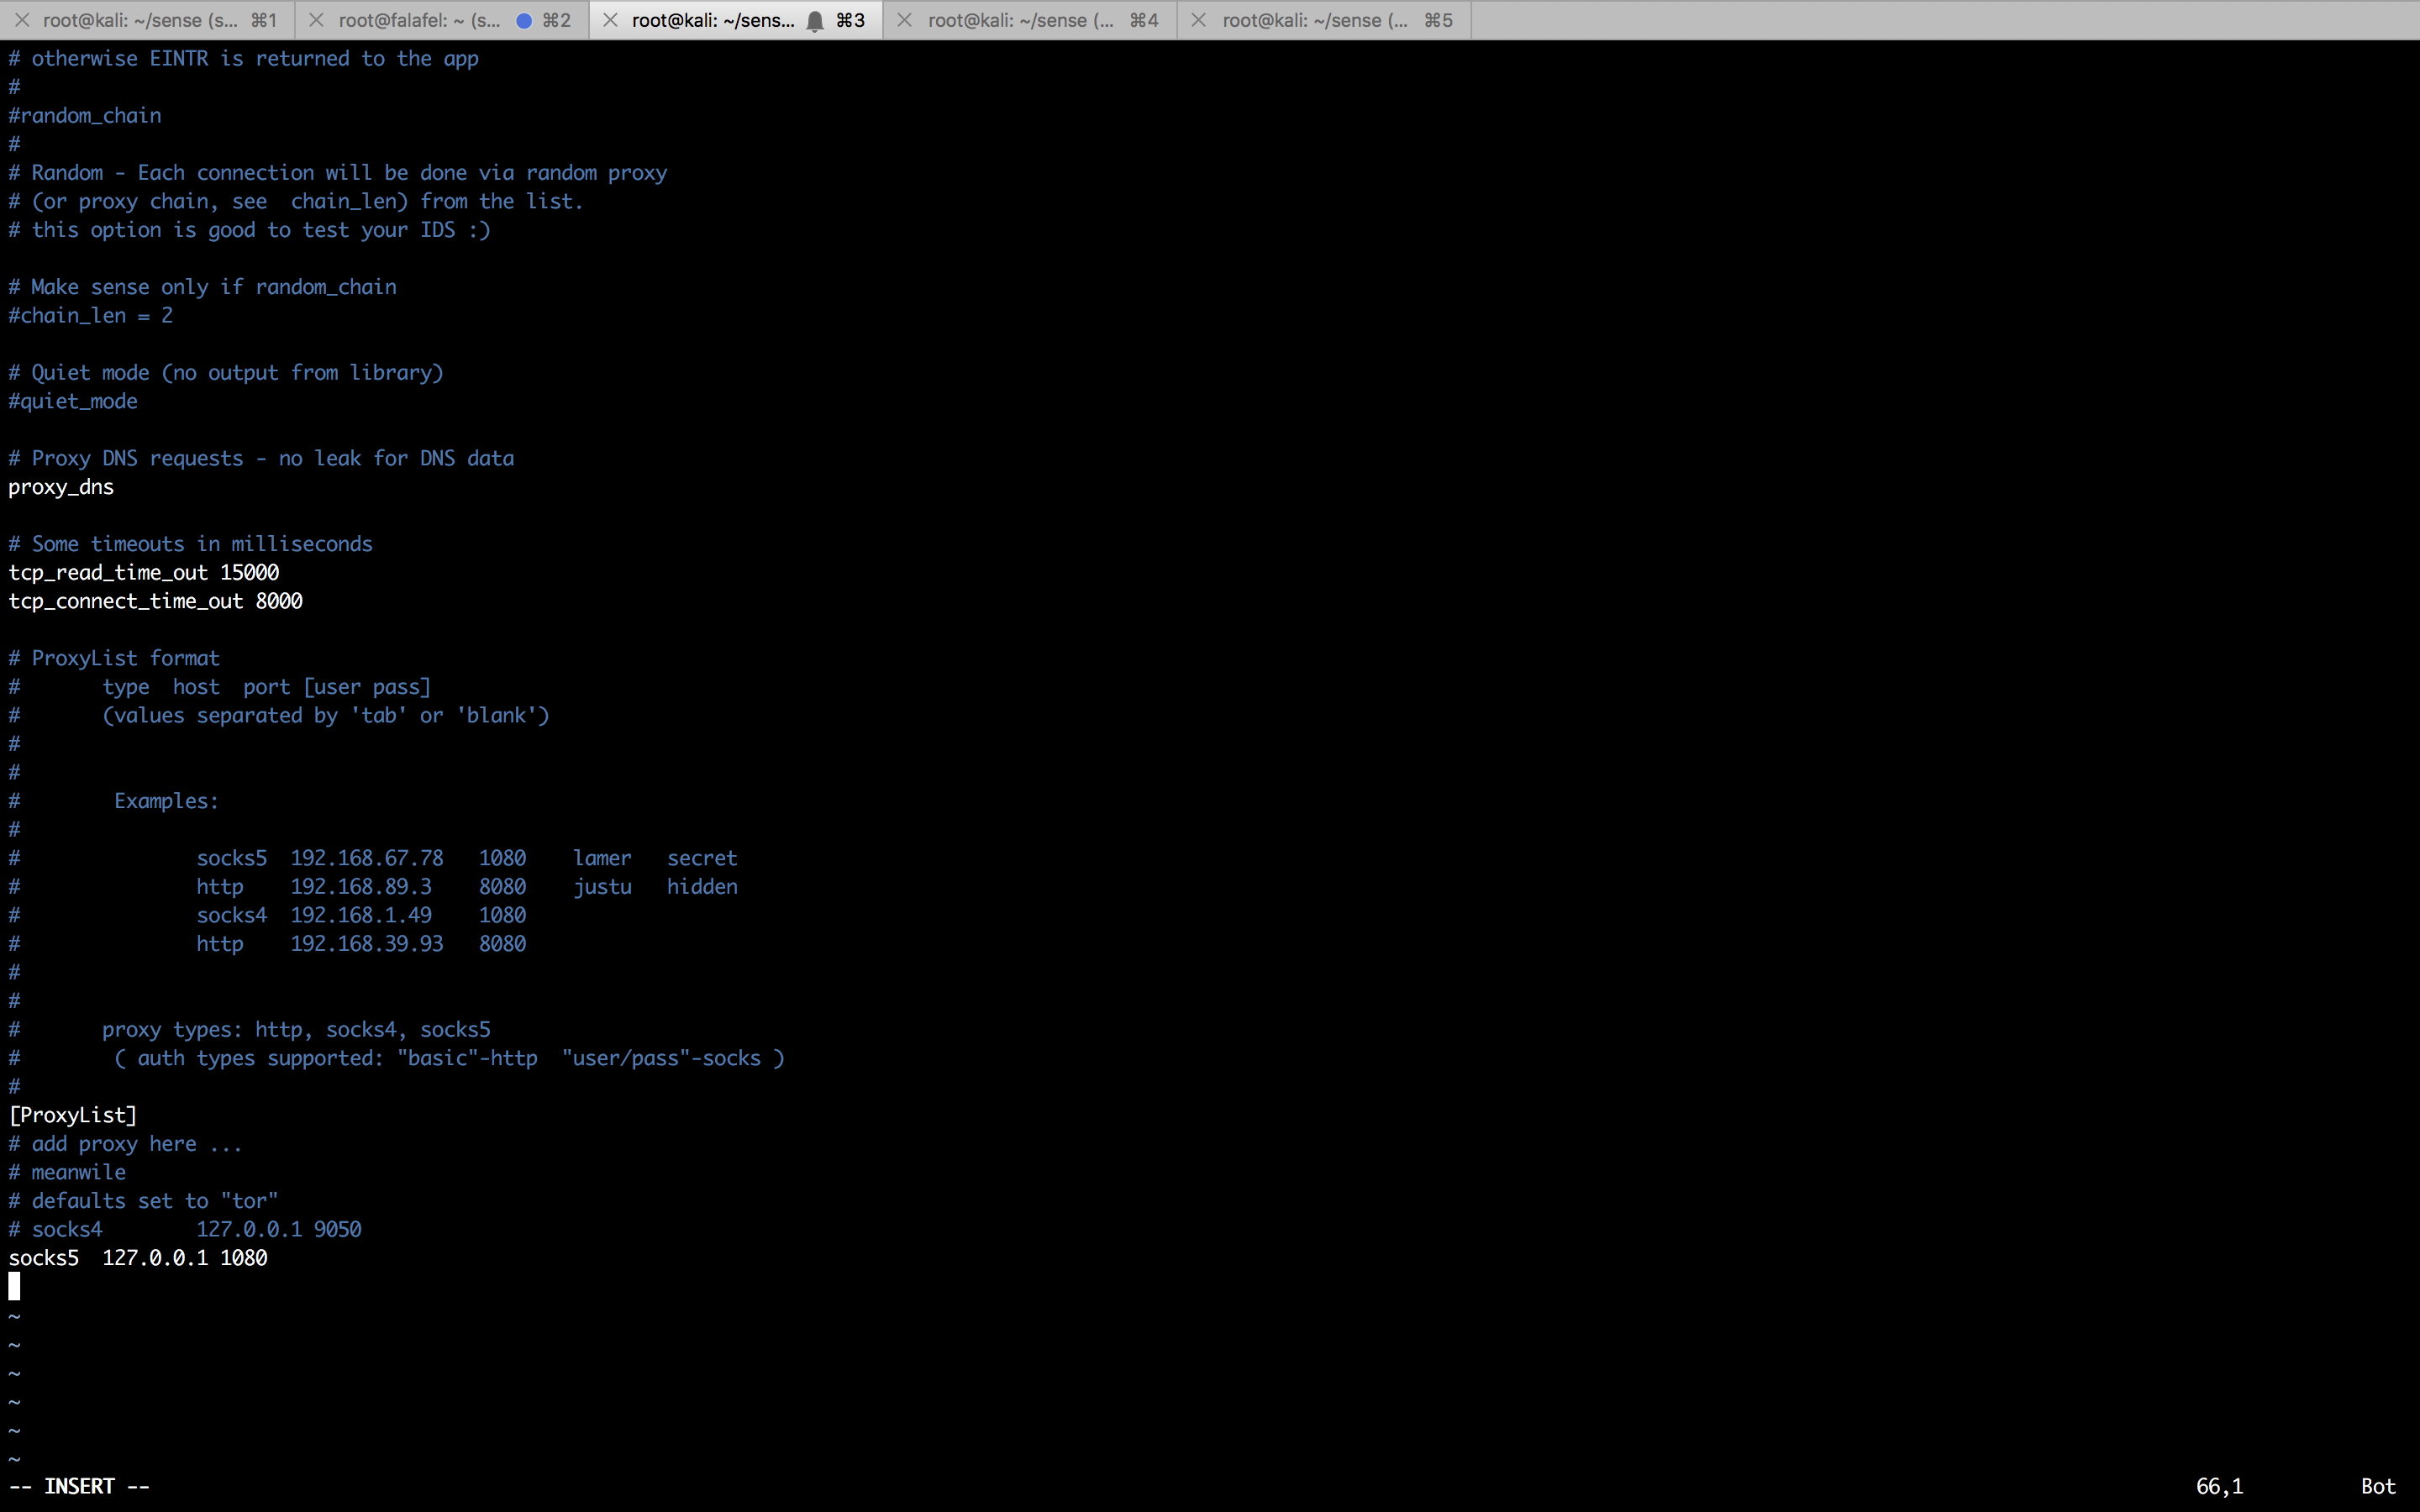 root@kali: ~/sense (s... ⌘1 root@falafel: ~ (s... ⌘2 root@kali: ~/sens... ⌘3 root@kali: ~/sense (... ⌘4 root@kali: ~/sense (... ⌘5
# otherwise EINTR is returned to the app
#
#random_chain
#
# Random - Each connection will be done via random proxy
# (or proxy chain, see  chain_len) from the list.
# this option is good to test your IDS :)

# Make sense only if random_chain
#chain_len = 2

# Quiet mode (no output from library)
#quiet_mode

# Proxy DNS requests - no leak for DNS data
proxy_dns

# Some timeouts in milliseconds
tcp_read_time_out 15000
tcp_connect_time_out 8000

# ProxyList format
#       type  host  port [user pass]
#       (values separated by 'tab' or 'blank')
#
#
#        Examples:
#
#               socks5  192.168.67.78   1080    lamer   secret
#               http    192.168.89.3    8080    justu   hidden
#               socks4  192.168.1.49    1080
#               http    192.168.39.93   8080
#
#
#       proxy types: http, socks4, socks5
#        ( auth types supported: "basic"-http  "user/pass"-socks )
#
[ProxyList]
# add proxy here ...
# meanwile
# defaults set to "tor"
# socks4        127.0.0.1 9050
socks5  127.0.0.1 1080

~
~
~
~
~
~
-- INSERT -- 66,1 Bot